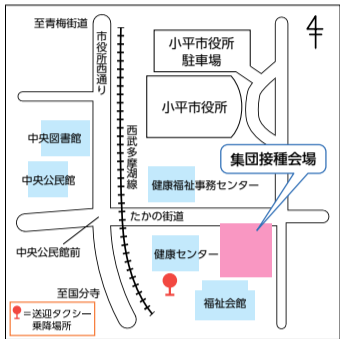 至青梅街道
市役所西通り
小平市役所
駐車場
小平市役所
西武多摩湖線
中央図書館
中央公民館
集団接種会場
健康福祉事務センター
たかの街道
中央公民館前
健康センター
至国分寺
福祉会館
=送迎タクシー
乗降場所